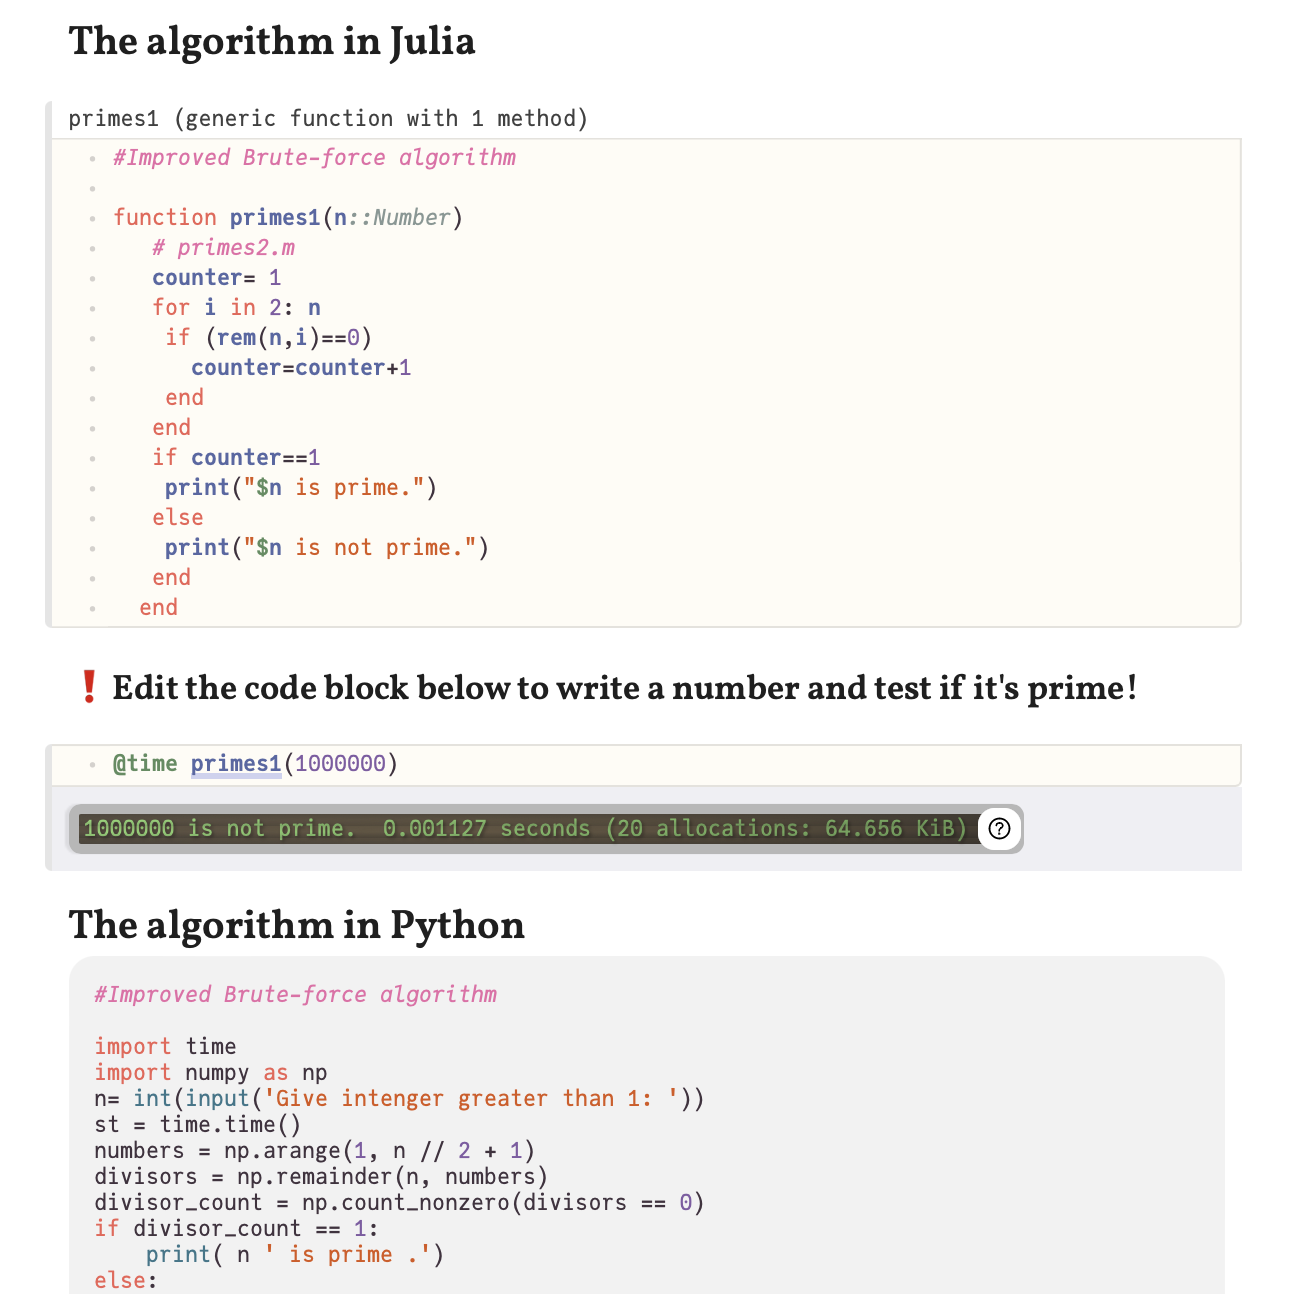 The algorithm in Julia
primes1 (generic function with 1 method)
#Improved Brute-force algorithm
function primes1(n::Number)
# primes2.m
counter= 1
for i in 2: n
if (rem(n,i)==0)
counter=counter+1
end
end
if counter==1
print("$n is prime.")
else
print("$n is not prime.")
end
end
❗ Edit the code block below to write a number and test if it's prime!
@time primes1(1000000)
1000000 is not prime.  0.001127 seconds (20 allocations: 64.656 KiB)
The algorithm in Python
#Improved Brute-force algorithm
import time
import numpy as np
n= int(input('Give intenger greater than 1: '))
st = time.time()
numbers = np.arange(1, n // 2 + 1)
divisors = np.remainder(n, numbers)
divisor_count = np.count_nonzero(divisors == 0)
if divisor_count == 1:
print( n ' is prime .')
else: